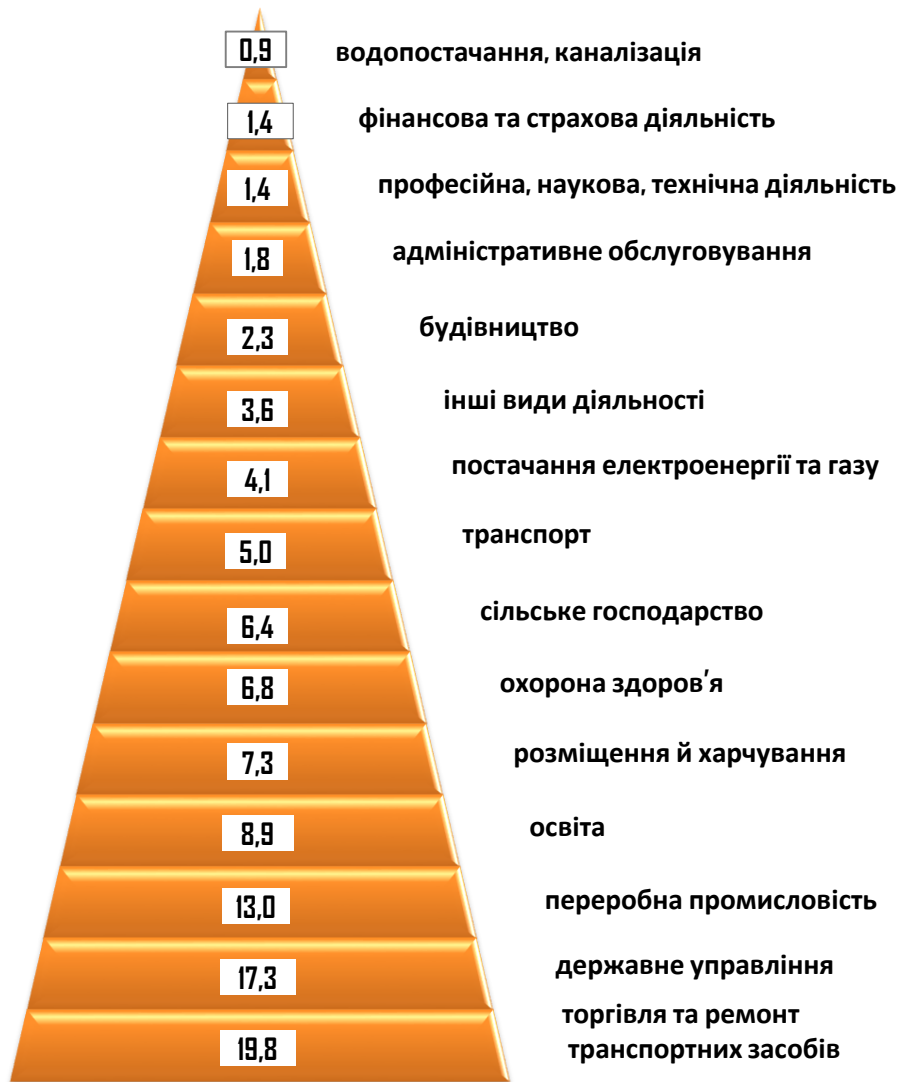 0,9 водопостачання, каналізація
1,4 фінансова та страхова діяльність
1,4 професійна, наукова, технічна діяльність
1,8 адміністративне обслуговування
2,3 будівництво
3,6 інші види діяльності
4,1 постачання електроенергії та газу
5,0 транспорт
6,4 сільське господарство
6,8 охорона здоров'я
7,3 розміщення й харчування
8,9 освіта
13,0 переробна промисловість
17,3 державне управління
19,8 торгівля та ремонт
транспортних засобів